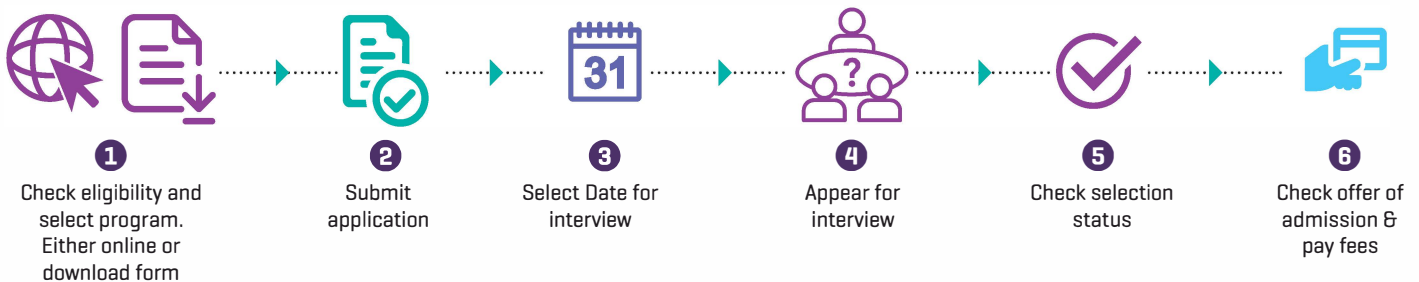 31
?
1
Check eligibility and
select program.
Either online or
download form
2
Submit
application
3
Select Date for
interview
4
Appear for
interview
5
Check selection
status
6
Check offer of
admission &
pay fees